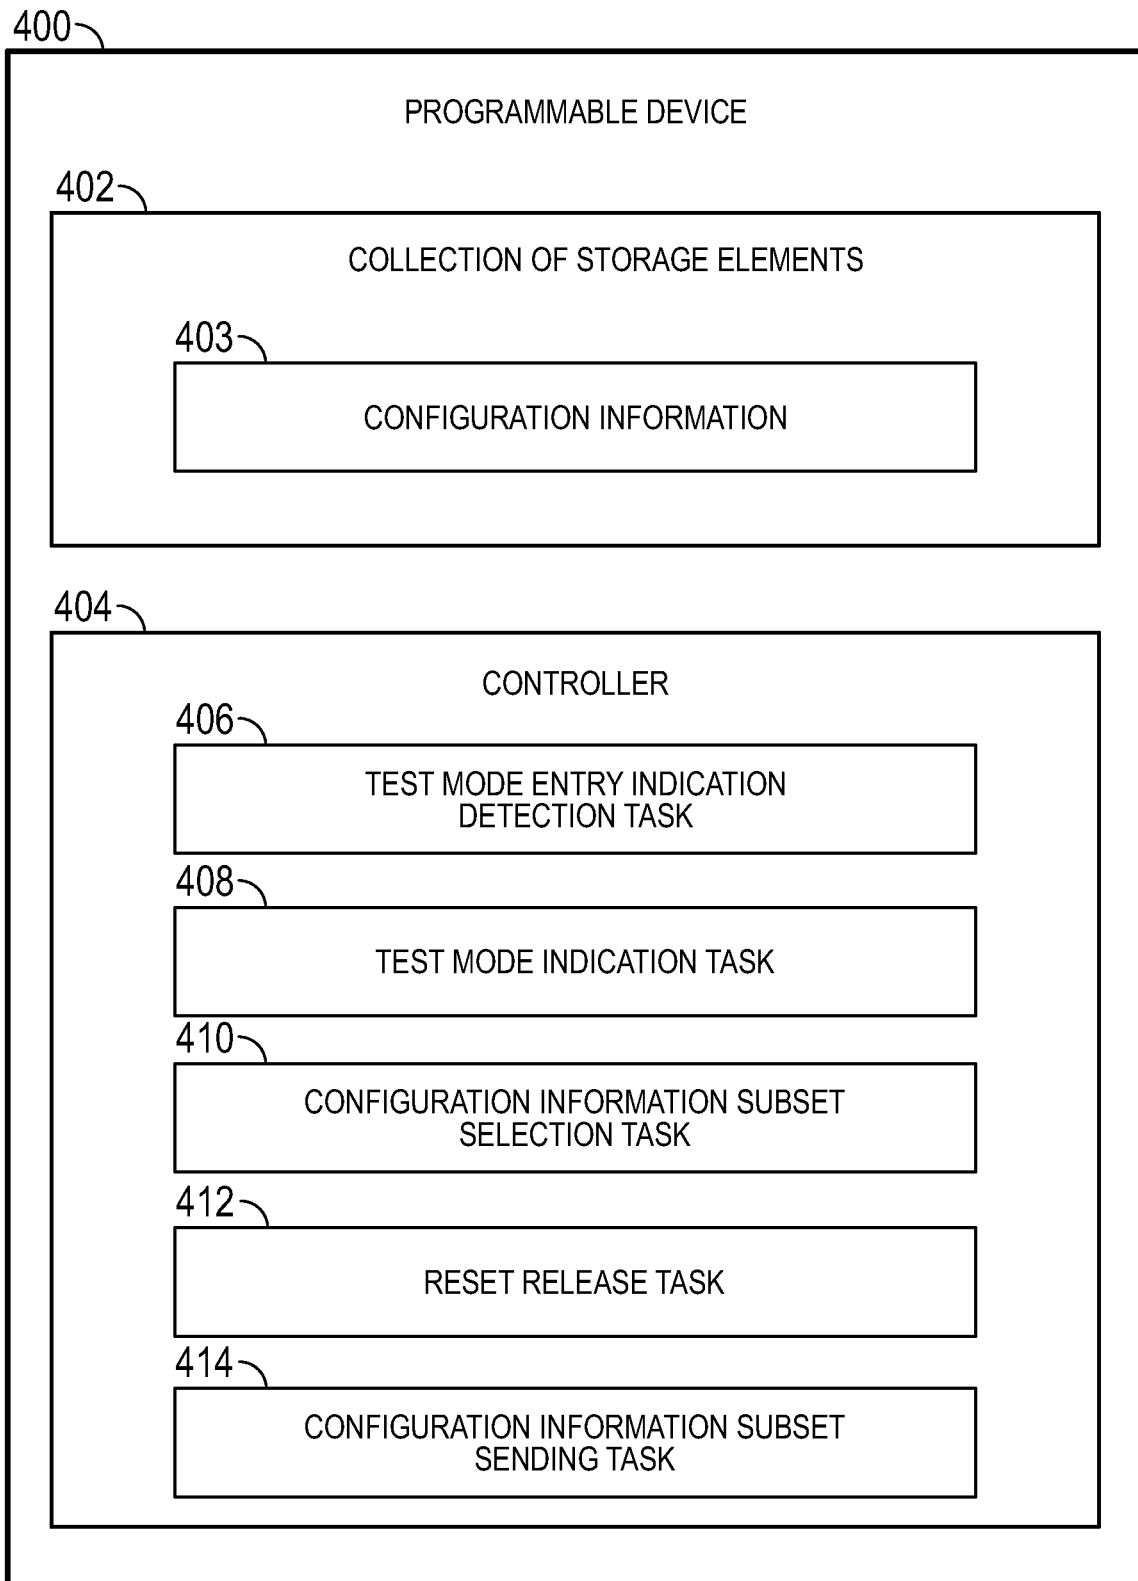 400
PROGRAMMABLE DEVICE
402
COLLECTION OF STORAGE ELEMENTS
403
CONFIGURATION INFORMATION
404
CONTROLLER
406
TEST MODE ENTRY INDICATION
DETECTION TASK
408
TEST MODE INDICATION TASK
410
CONFIGURATION INFORMATION SUBSET
SELECTION TASK
412
RESET RELEASE TASK
414
CONFIGURATION INFORMATION SUBSET
SENDING TASK